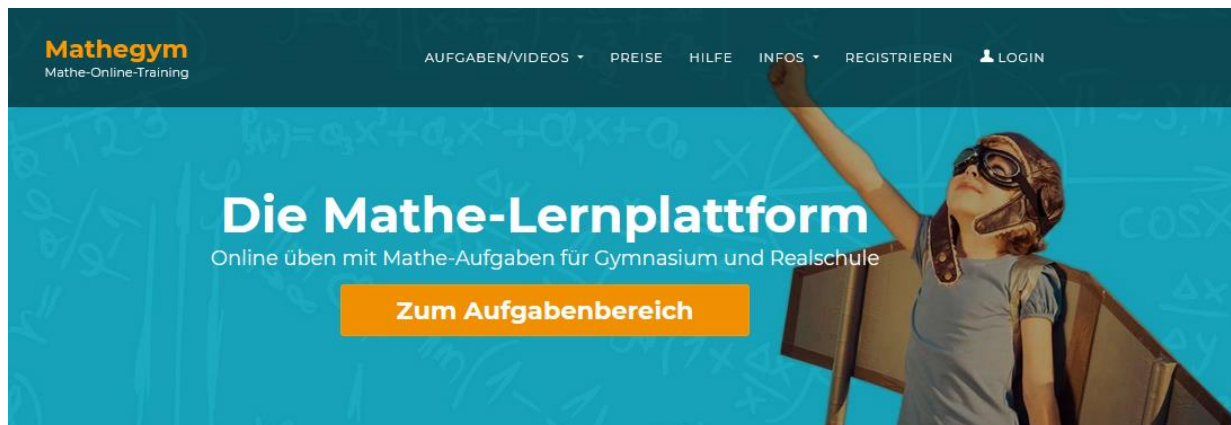 Mathegym
Mathe-Online-Training
AUFGABEN/VIDEOS PREISE HILFE INFOS REGISTRIEREN LOGIN
Die Mathe-Lernplattform
Online üben mit Mathe-Aufgaben für Gymnasium und Realschule
Zum Aufgabenbereich